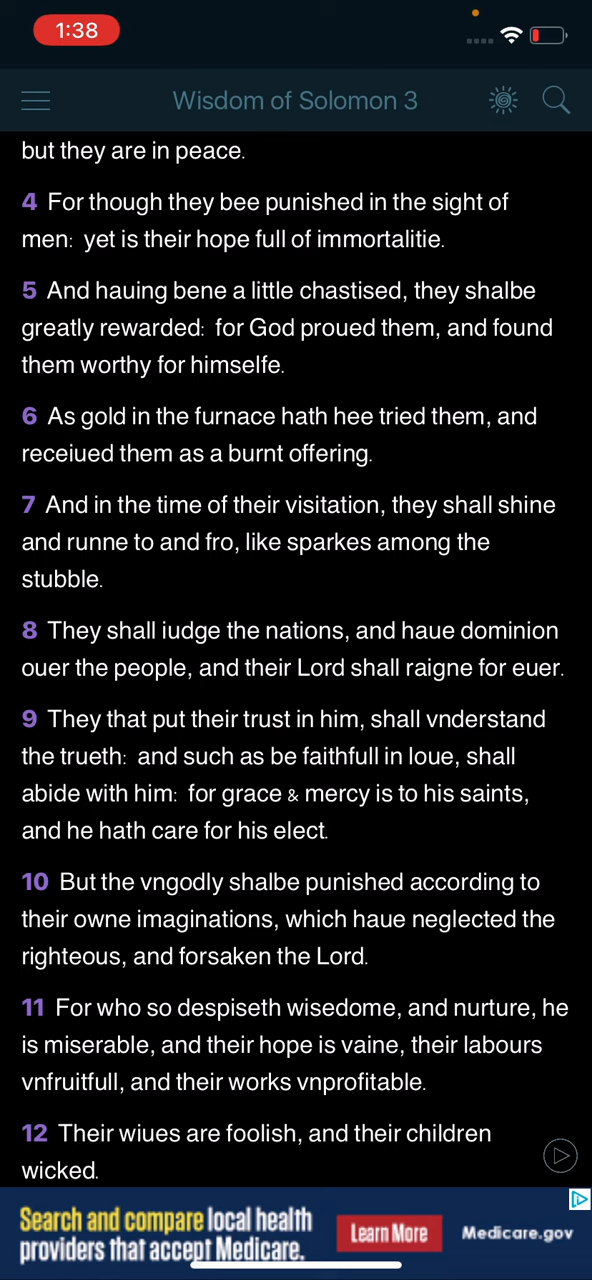 1:38
Wisdom of Solomon 3
but they are in peace.
4 For though they bee punished in the sight of
men: yet is their hope full of immortalitie.
5 And hauing bene a little chastised, they shalbe
greatly rewarded: for God proued them, and found
them worthy for himselfe.
6 As gold in the furnace hath hee tried them, and
receiued them as a burnt offering.
7 And in the time of their visitation, they shall shine
and runne to and fro, like sparkes among the
stubble.
8 They shall iudge the nations, and haue dominion
ouer the people, and their Lord shall raigne for euer.
9 They that put their trust in him, shall vnderstand
the trueth: and such as be faithfull in loue, shall
abide with him: for grace & mercy is to his saints,
and he hath care for his elect.
10 But the vngodly shalbe punished according to
their owne imaginations, which haue neglected the
righteous, and forsaken the Lord.
11 For who so despiseth wisedome, and nurture, he
is miserable, and their hope is vaine, their labours
vnfruitfull, and their works vnprofitable.
12 Their wiues are foolish, and their children
wicked.
Search and compare local health
providers that accept Medicare.
Learn More
Medicare.gov